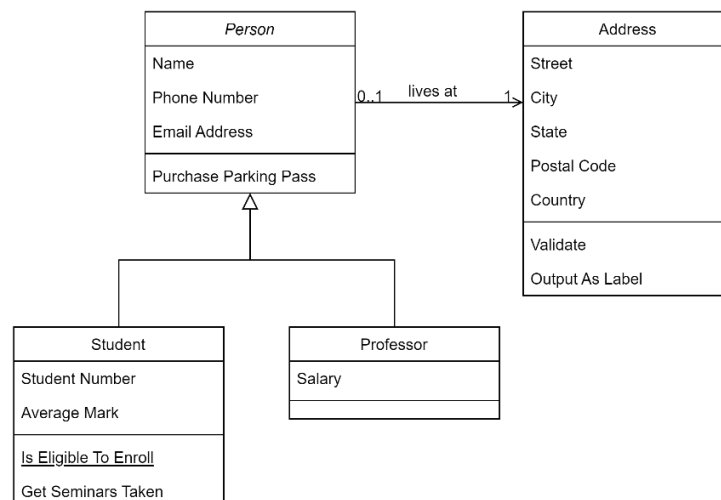 Person
Name
Phone Number
Email Address
Purchase Parking Pass
0..1
lives at
1
Address
Street
City
State
Postal Code
Country
Validate
Output As Label
Student
Student Number
Average Mark
Is Eligible To Enroll
Get Seminars Taken
Professor
Salary